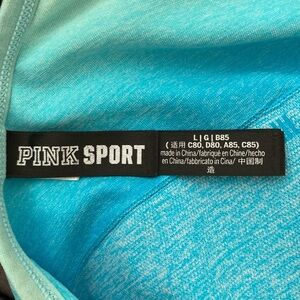 PINK SPORT
L | G | B85
( 适用 C80, D80, A85, C85)
made in China/fabriqué en Chine/hecho
en China/fabbricato in Cina/ 中国制
造